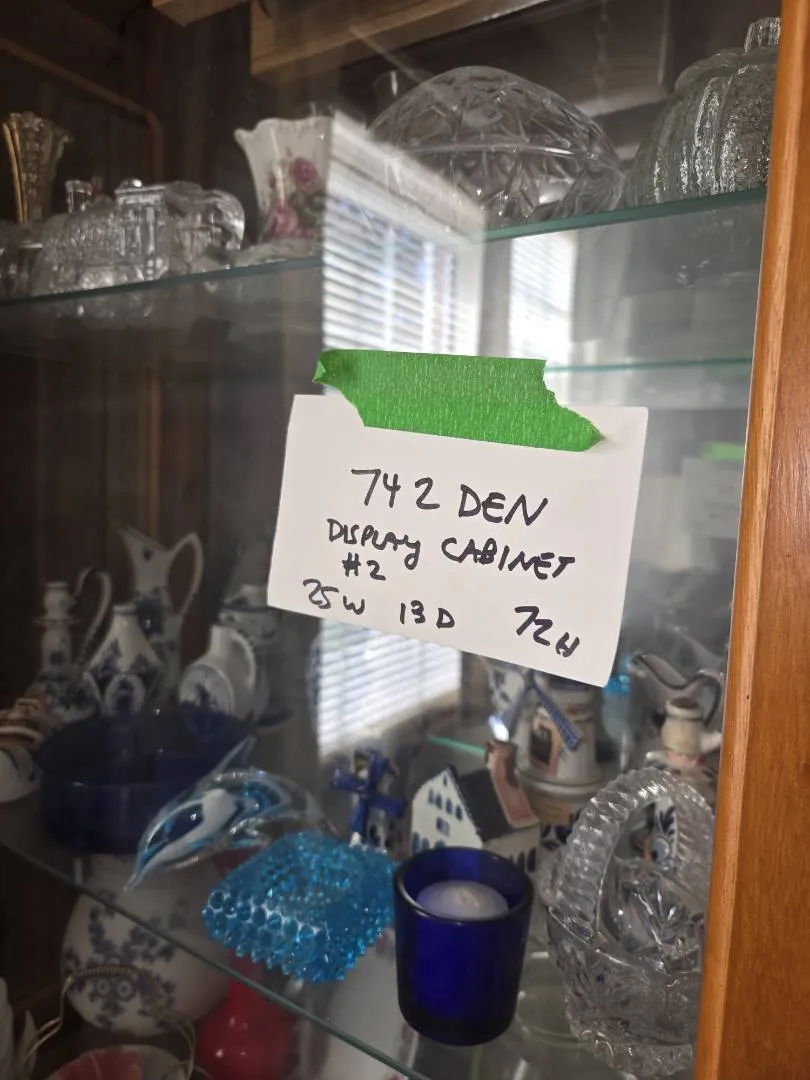 742 DEN
DISPLAY CABINET
#2
25W 13D 72H